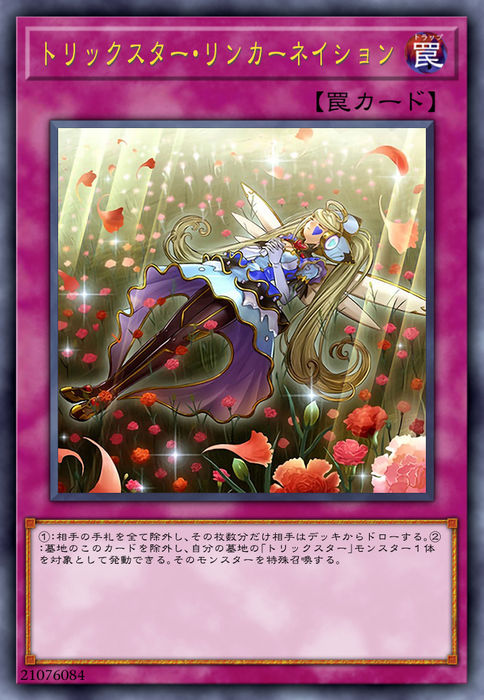 トリックスター・リンカーネイション
トラップ
罠
【罠カード】
①:相手の手札を全て除外し、その枚数分だけ相手はデッキからドローする。②
:墓地のこのカードを除外し、自分の墓地の「トリックスター」モンスター1体
を対象として発動できる。そのモンスターを特殊召喚する。
21076084